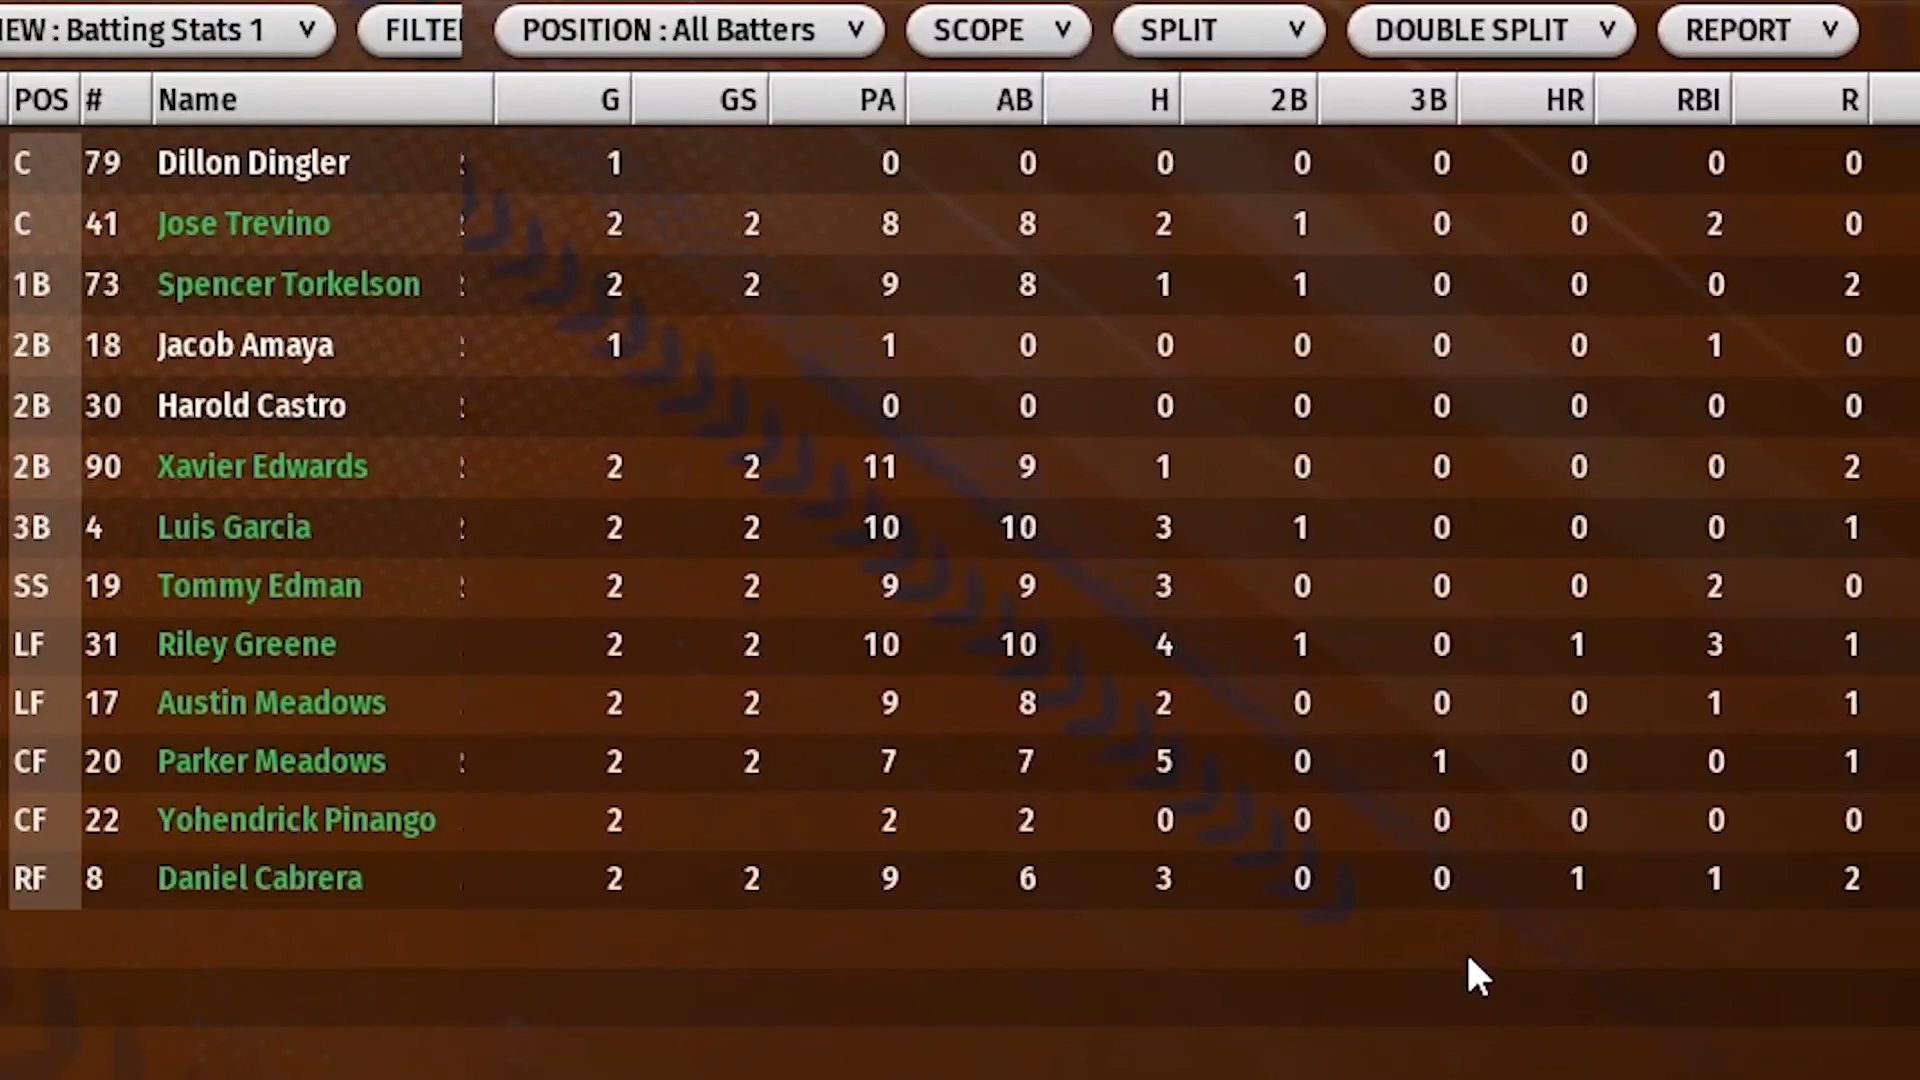 IEW : Batting Stats 1 FILTE POSITION : All Batters SCOPE SPLIT DOUBLE SPLIT REPORT
POS # Name G GS PA AB H 2B 3B HR RBI R
C 79 Dillon Dingler 1 0 0 0 0 0 0 0 0
C 41 Jose Trevino 2 2 8 8 2 1 0 0 2 0
1B 73 Spencer Torkelson 2 2 9 8 1 1 0 0 0 2
2B 18 Jacob Amaya 1 1 0 0 0 0 0 1 0
2B 30 Harold Castro 0 0 0 0 0 0 0 0
2B 90 Xavier Edwards 2 2 11 9 1 0 0 0 0 2
3B 4 Luis Garcia 2 2 10 10 3 1 0 0 0 1
SS 19 Tommy Edman 2 2 9 9 3 0 0 0 2 0
LF 31 Riley Greene 2 2 10 10 4 1 0 1 3 1
LF 17 Austin Meadows 2 2 9 8 2 0 0 0 1 1
CF 20 Parker Meadows 2 2 7 7 5 0 1 0 0 1
CF 22 Yohendrick Pinango 2 2 2 0 0 0 0 0 0
RF 8 Daniel Cabrera 2 2 9 6 3 0 0 1 1 2